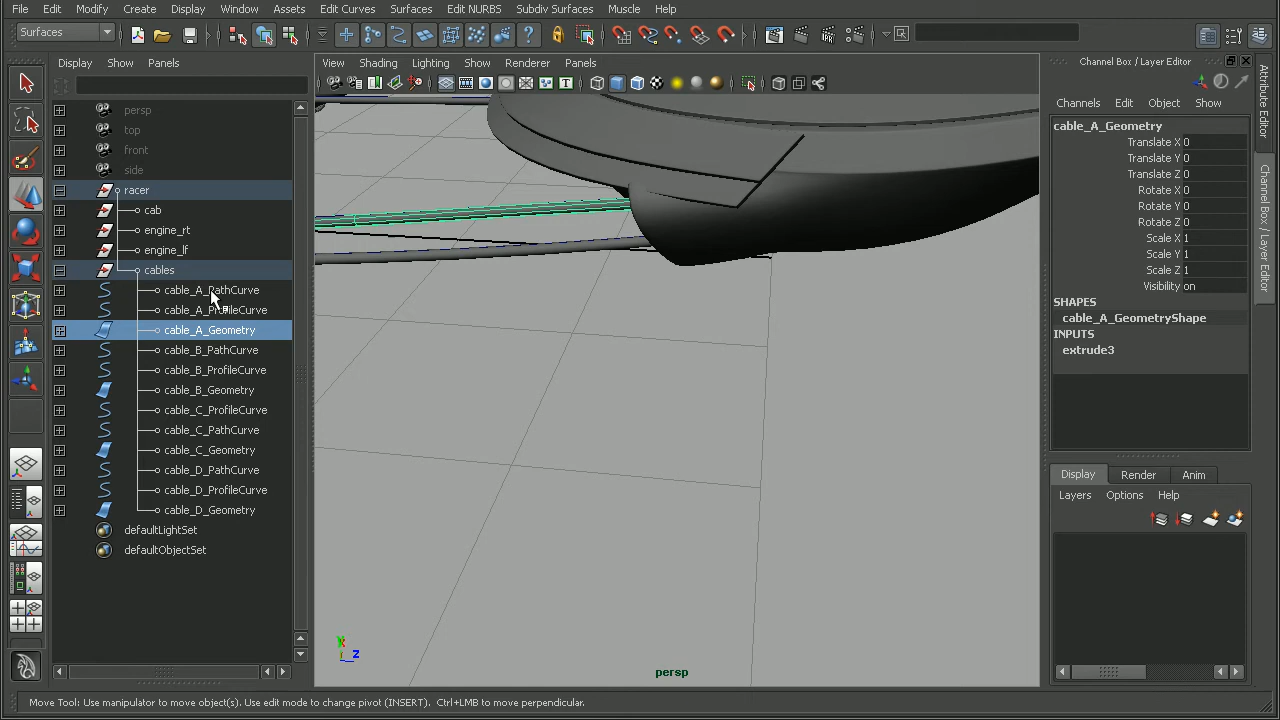 File Edit Modify Create Display Window Assets Edit Curves Surfaces Edit NURBS Subdiv Surfaces Muscle Help
Surfaces
Display Show Panels
View Shading Lighting Show Renderer Panels
Channel Box / Layer Editor
Channels Edit Object Show
persp
top
front
side
racer
cab
engine_rt
engine_lf
cables
cable_A_PathCurve
cable_A_ProfileCurve
cable_A_Geometry
cable_B_PathCurve
cable_B_ProfileCurve
cable_B_Geometry
cable_C_ProfileCurve
cable_C_PathCurve
cable_C_Geometry
cable_D_PathCurve
cable_D_ProfileCurve
cable_D_Geometry
defaultLightSet
defaultObjectSet
Y
Z
persp
cable_A_Geometry
Translate X 0
Translate Y 0
Translate Z 0
Rotate X 0
Rotate Y 0
Rotate Z 0
Scale X 1
Scale Y 1
Scale Z 1
Visibility on
SHAPES
cable_A_GeometryShape
INPUTS
extrude3
Display Render Anim
Layers Options Help
Attribute Editor
Channel Box / Layer Editor
Move Tool: Use manipulator to move object(s). Use edit mode to change pivot (INSERT). Ctrl+LMB to move perpendicular.